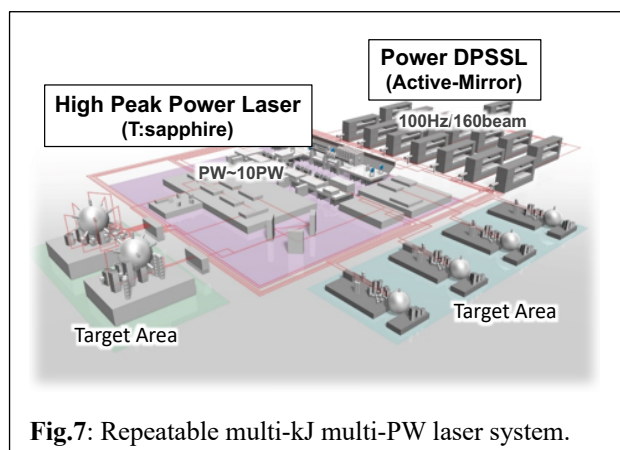 Power DPSSL
(Active-Mirror)
High Peak Power Laser
(T:sapphire)
100Hz/160beam
PW~10PW
Target Area
Target Area
Fig.7: Repeatable multi-kJ multi-PW laser system.